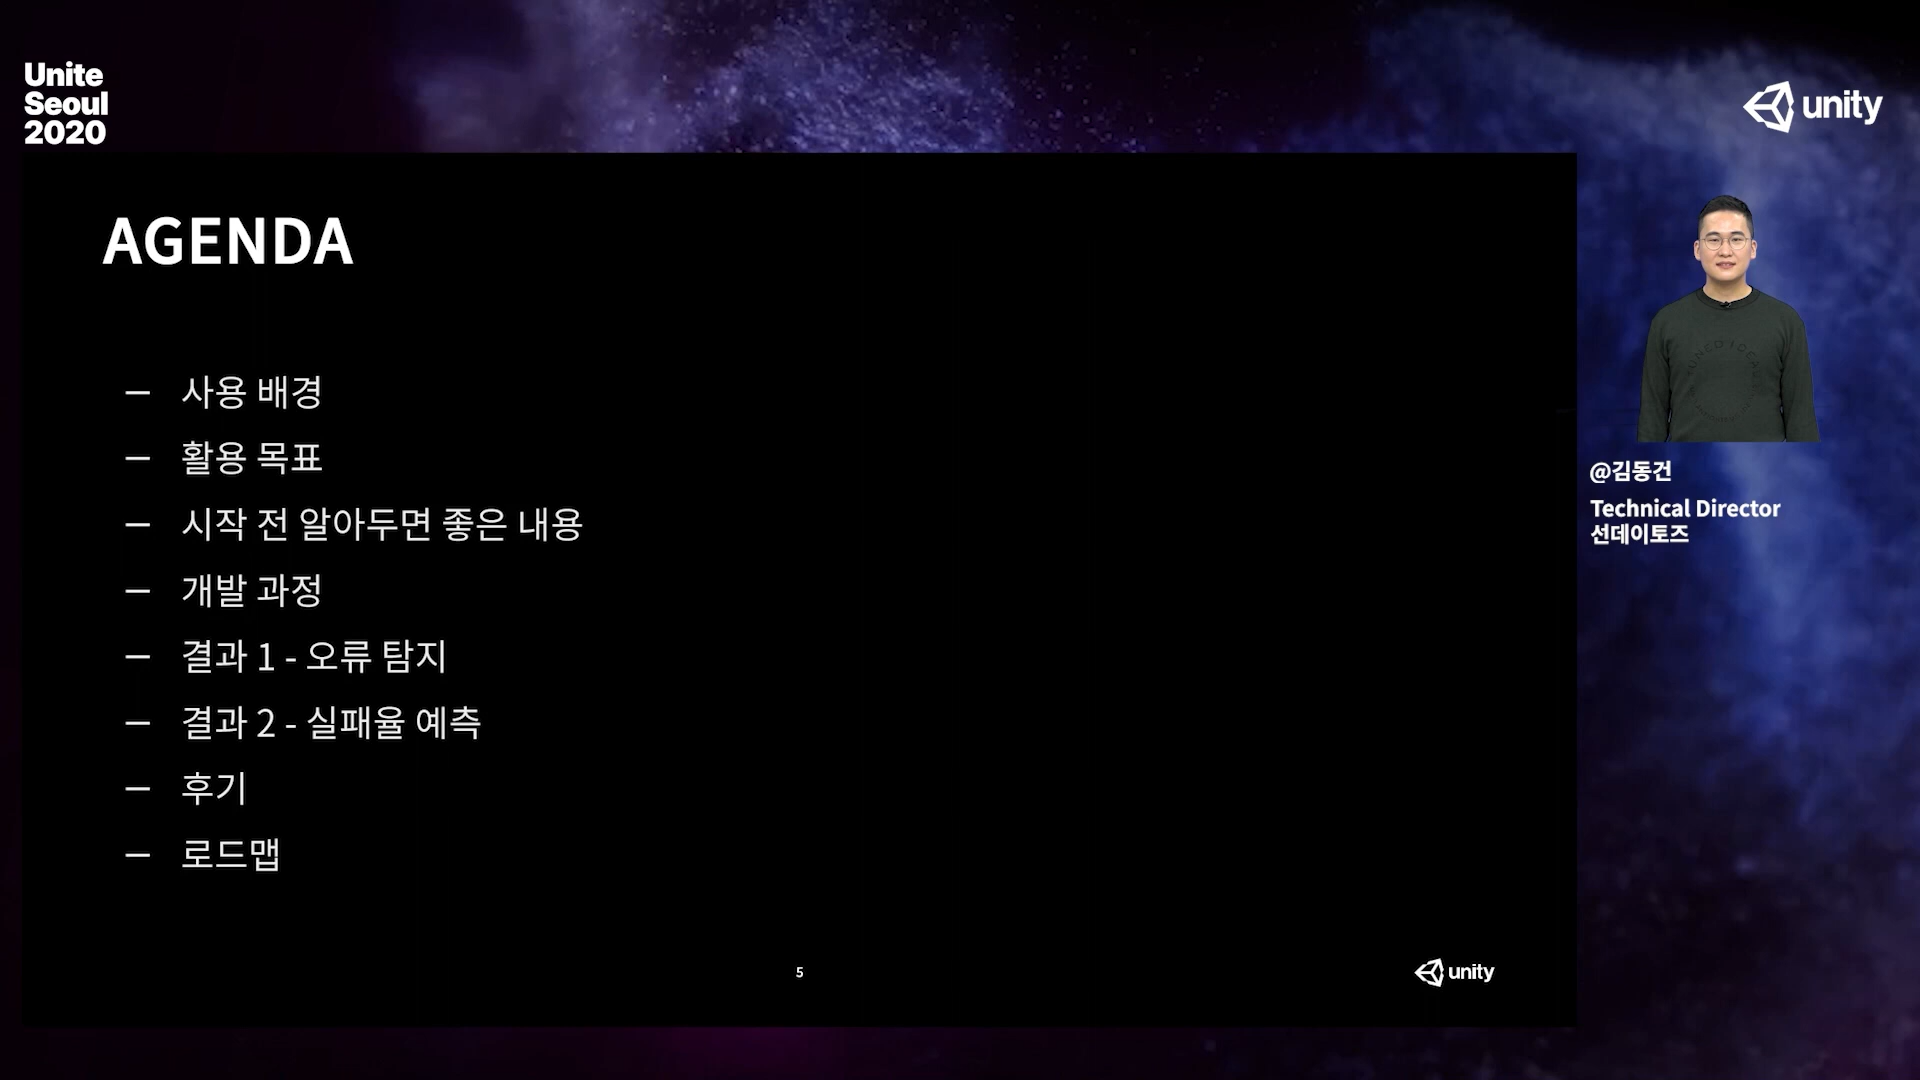 Unite
Seoul
2020
unity
AGENDA
— 사용 배경
— 활용 목표
— 시작 전 알아두면 좋은 내용
— 개발 과정
— 결과 1 - 오류 탐지
— 결과 2 - 실패율 예측
— 후기
— 로드맵
5
unity
@김동건
Technical Director
선데이토즈